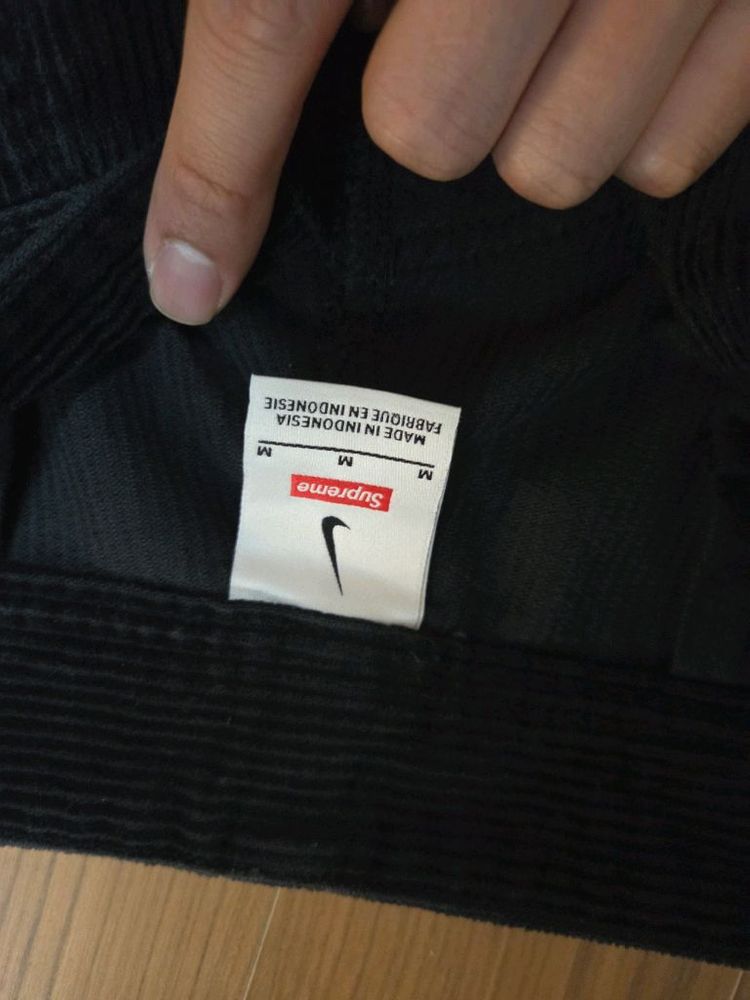 Supreme
M M M
MADE IN INDONESIA
FABRIQUE EN INDONESIE